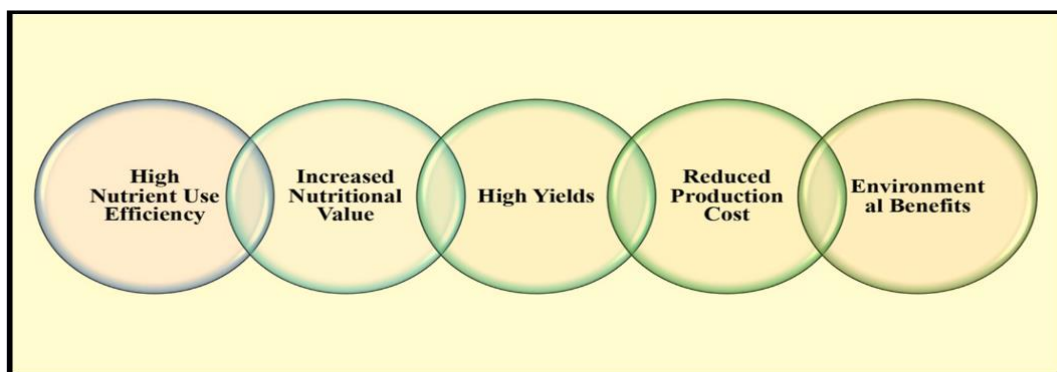 High
Nutrient Use
Efficiency
Increased
Nutritional
Value
High Yields
Reduced
Production
Cost
Environment
al Benefits